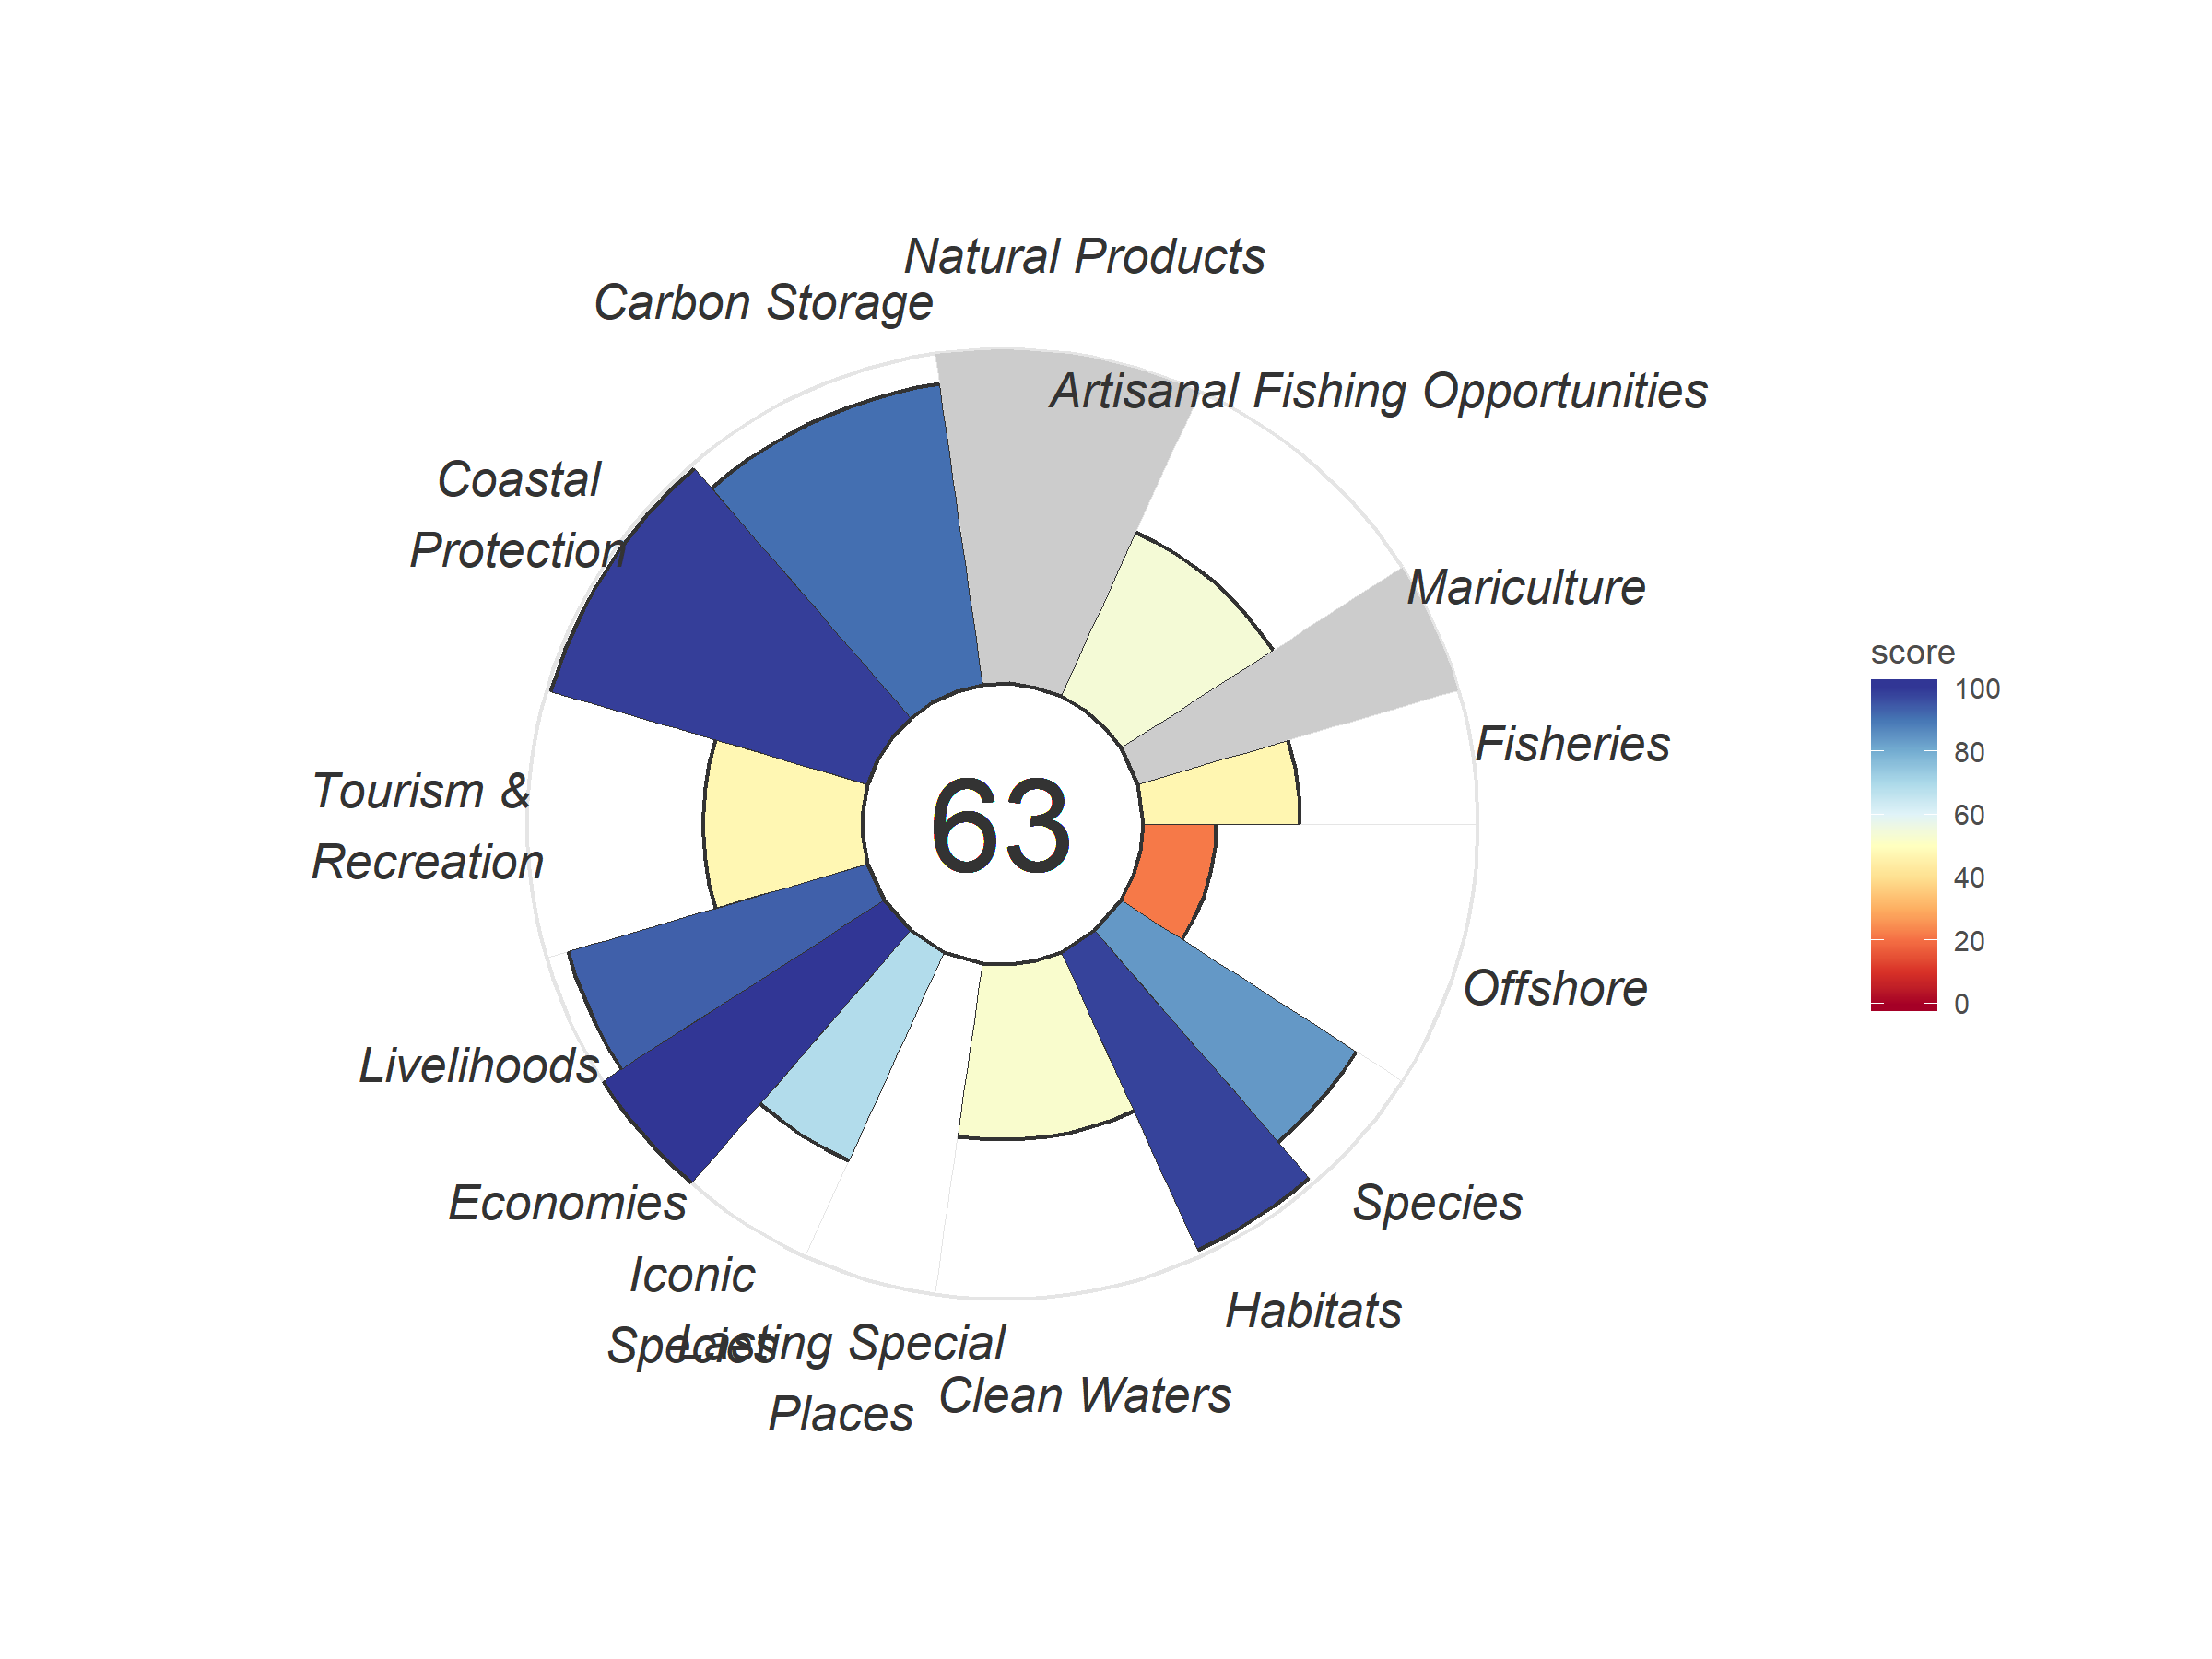 Natural Products
Carbon Storage
Artisanal Fishing Opportunities
Coastal
Protection
Mariculture
Fisheries
Tourism &
Recreation
63
Offshore
Livelihoods
Economies
Species
Iconic
Species
Habitats
Lasting Special
Places
Clean Waters
score
100
80
60
40
20
0